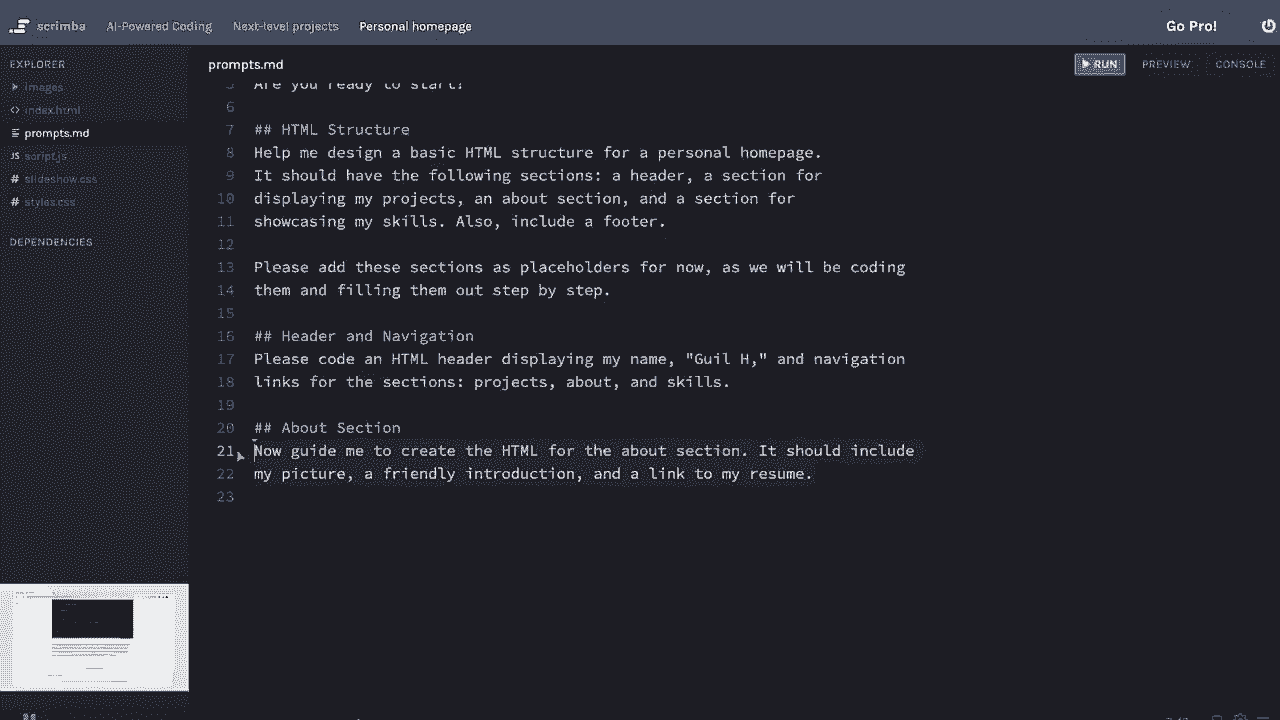 scrimba AI-Powered Coding Next-level projects Personal homepage Go Pro!
EXPLORER prompts.md RUN PREVIEW CONSOLE
images
index.html
prompts.md
JS script.js
# slideshow.css
# styles.css
DEPENDENCIES
5 Are you ready to start?
6
7 ## HTML Structure
8 Help me design a basic HTML structure for a personal homepage.
9 It should have the following sections: a header, a section for
10 displaying my projects, an about section, and a section for
11 showcasing my skills. Also, include a footer.
12
13 Please add these sections as placeholders for now, as we will be coding
14 them and filling them out step by step.
15
16 ## Header and Navigation
17 Please code an HTML header displaying my name, "Guil H," and navigation
18 links for the sections: projects, about, and skills.
19
20 ## About Section
21 Now guide me to create the HTML for the about section. It should include
22 my picture, a friendly introduction, and a link to my resume.
23